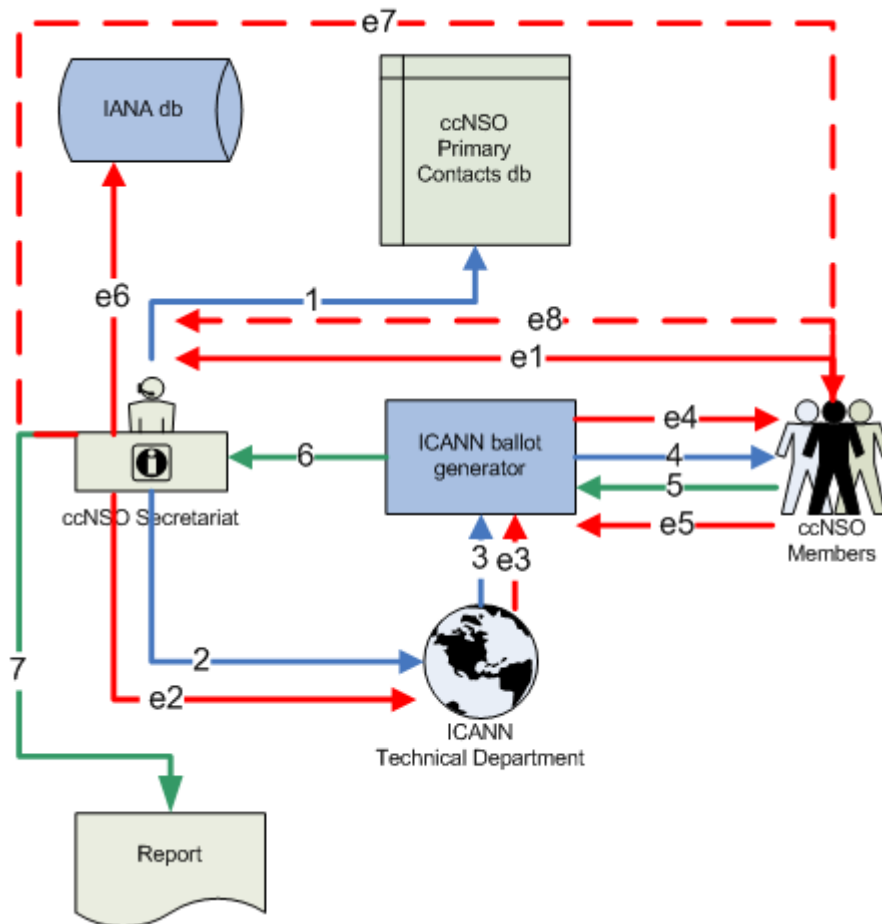 e7
IANA db
ccNSO
Primary
Contacts db
e6
1
e8
e1
ICANN ballot
generator
e4
4
5
e5
6
ccNSO Secretariat
ccNSO
Members
3
e3
2
e2
7
ICANN
Technical Department
Report